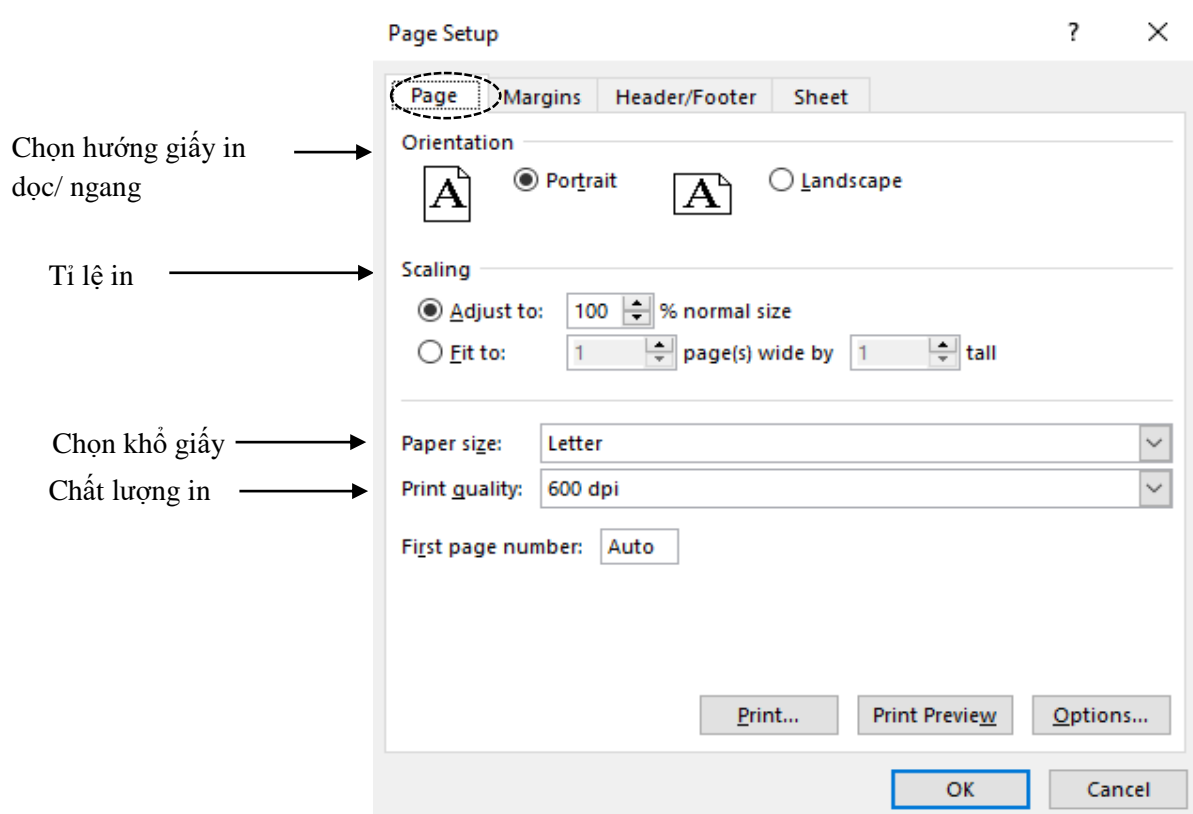 Page Setup
?
Page Margins Header/Footer Sheet
Chọn hướng giấy in
dọc/ ngang
Orientation
A Portrait A Landscape
Tỉ lệ in
Scaling
Adjust to: 100 % normal size
Fit to: 1 page(s) wide by 1 tall
Chọn khổ giấy
Paper size: Letter
Chất lượng in
Print quality: 600 dpi
First page number: Auto
Print... Print Preview Options...
OK Cancel